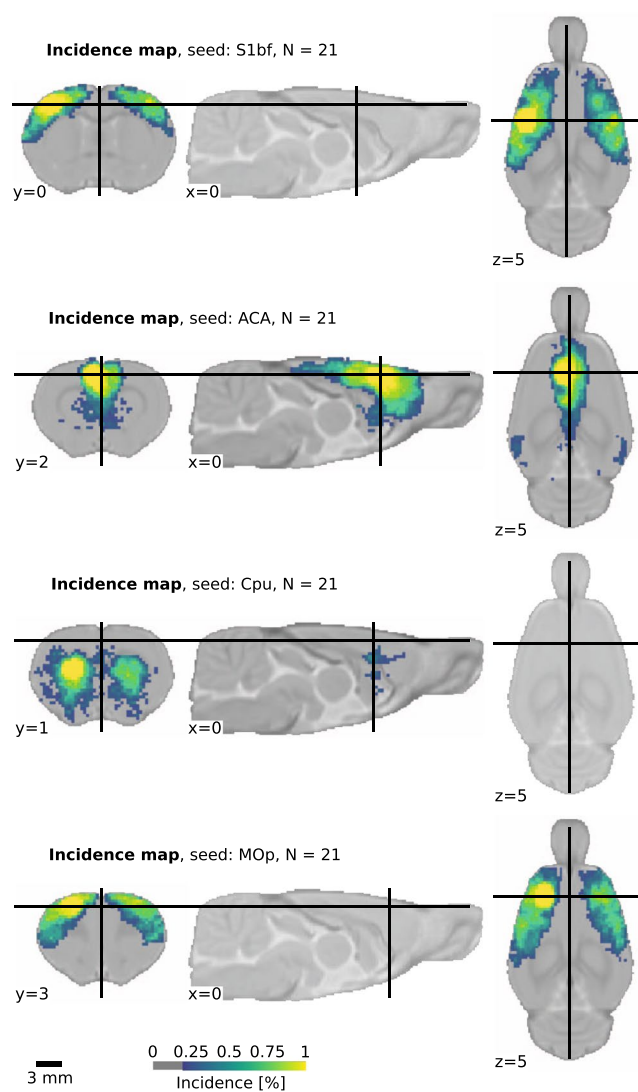 Incidence map, seed: S1bf, N = 21
y=0
x=0
z=5
Incidence map, seed: ACA, N = 21
y=2
x=0
z=5
Incidence map, seed: Cpu, N = 21
y=1
x=0
z=5
Incidence map, seed: MOp, N = 21
y=3
x=0
z=5
3 mm
0 0.25 0.5 0.75 1
Incidence [%]